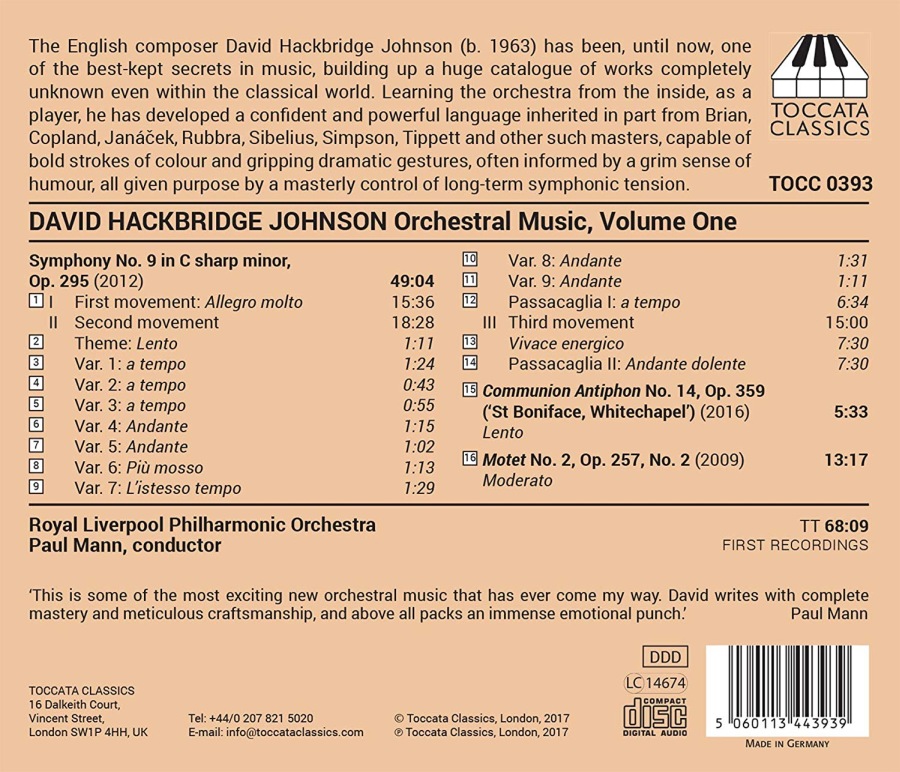 The English composer David Hackbridge Johnson (b. 1963) has been, until now, one
of the best-kept secrets in music, building up a huge catalogue of works completely
unknown even within the classical world. Learning the orchestra from the inside, as a
player, he has developed a confident and powerful language inherited in part from Brian,
Copland, Janáček, Rubbra, Sibelius, Simpson, Tippett and other such masters, capable of
bold strokes of colour and gripping dramatic gestures, often informed by a grim sense of
humour, all given purpose by a masterly control of long-term symphonic tension.
TOCCATA
CLASSICS
TOCC 0393
DAVID HACKBRIDGE JOHNSON Orchestral Music, Volume One
Symphony No. 9 in C sharp minor,
Op. 295 (2012) 49:04
1 I First movement: Allegro molto 15:36
II Second movement 18:28
2 Theme: Lento 1:11
3 Var. 1: a tempo 1:24
4 Var. 2: a tempo 0:43
5 Var. 3: a tempo 0:55
6 Var. 4: Andante 1:15
7 Var. 5: Andante 1:02
8 Var. 6: Più mosso 1:13
9 Var. 7: L'istesso tempo 1:29
10 Var. 8: Andante 1:31
11 Var. 9: Andante 1:11
12 Passacaglia I: a tempo 6:34
III Third movement 15:00
13 Vivace energico 7:30
14 Passacaglia II: Andante dolente 7:30
15 Communion Antiphon No. 14, Op. 359
('St Boniface, Whitechapel') (2016) 5:33
Lento
16 Motet No. 2, Op. 257, No. 2 (2009) 13:17
Moderato
Royal Liverpool Philharmonic Orchestra
Paul Mann, conductor
TT 68:09
FIRST RECORDINGS
'This is some of the most exciting new orchestral music that has ever come my way. David writes with complete
mastery and meticulous craftsmanship, and above all packs an immense emotional punch.' Paul Mann
TOCCATA CLASSICS
16 Dalkeith Court,
Vincent Street,
London SW1P 4HH, UK
Tel: +44/0 207 821 5020
E-mail: info@toccataclassics.com
© Toccata Classics, London, 2017
℗ Toccata Classics, London, 2017
DDD
LC 14674
COMPACT
disc
DIGITAL AUDIO
5 060113 443939
MADE IN GERMANY